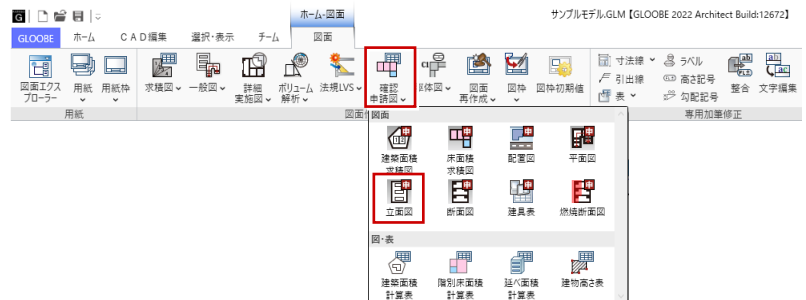 ホーム-図面
サンプルモデル.GLM【GLOOBE 2022 Architect Build:12672】
GLOOBE ホーム CAD編集 選択・表示 チーム 図面
図面エクス
プローラー
用紙
用紙枠
求積図
一般図
詳細
実施図
ボリューム
解析
法規LVS
確認
申請図
体図
図面
再作成
図枠
図枠初期値
寸法線
引出線
表
ラベル
高さ記号
勾配記号
整合
文字編集
用紙
図面作
専用加筆修正
図面
建築面積
求積図
床面積
求積図
配置図
平面図
立面図
断面図
建具表
燃焼断面図
図・表
建築面積
計算表
階別床面積
計算表
延べ面積
計算表
建物高さ表